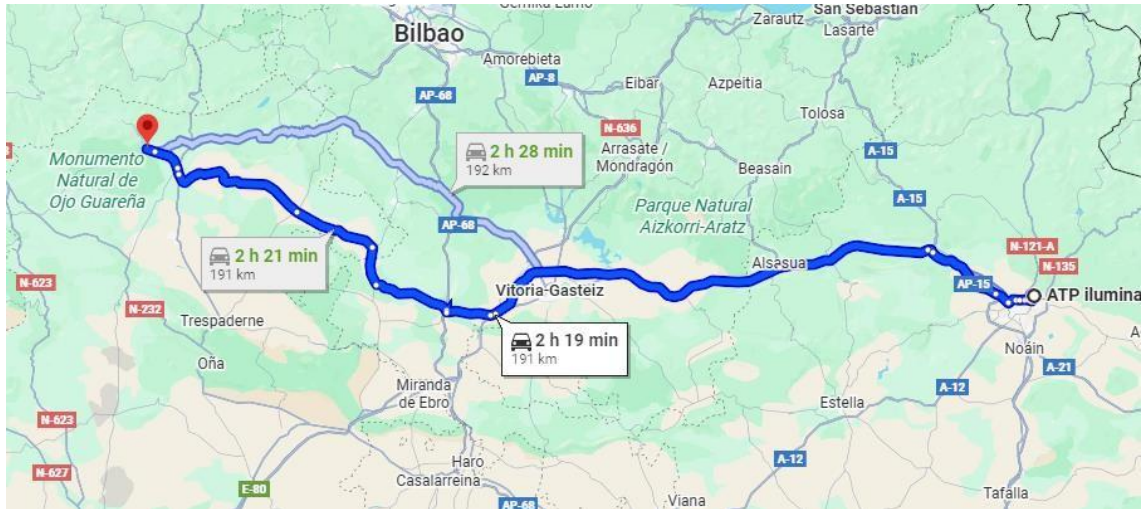 San Sebastián
Zarautz
Lasarte
Bilbao
Amorebieta
AP-8
Eibar
Azpeitia
AP-68
Tolosa
N-636
2 h 28 min
192 km
Arrasate /
Mondragón
Beasain
A-15
Monumento
Natural de
Ojo Guareña
Parque Natural
Aizkorri-Aratz
A-15
AP-68
2 h 21 min
191 km
N-121-A
N-135
Alsasua
AP-15
ATP ilumina
N-623
Vitoria-Gasteiz
N-232
Trespaderne
2 h 19 min
191 km
Noáin
Oña
A-21
Miranda
de Ebro
A-12
Estella
N-623
N-627
Haro
Casalarreina
A-12
E-80
Viana
Tafalla
AP-68